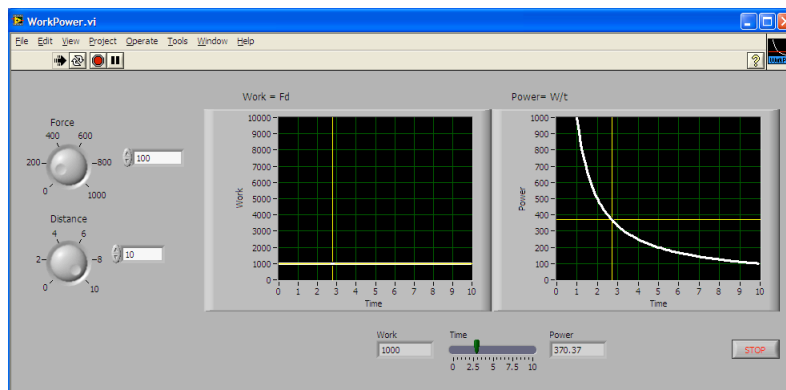 WorkPower.vi
File Edit View Project Operate Tools Window Help
?
Work = Fd
Power= W/t
Force
400 600
200 800
0 1000
100
Distance
4 6
2 8
0 10
10
Work
10000
9000
8000
7000
6000
5000
4000
3000
2000
1000
0
0 1 2 3 4 5 6 7 8 9 10
Time
Power
1000
900
800
700
600
500
400
300
200
100
0
0 1 2 3 4 5 6 7 8 9 10
Time
Work
1000
Time
0 2.5 5 7.5 10
Power
370.37
STOP